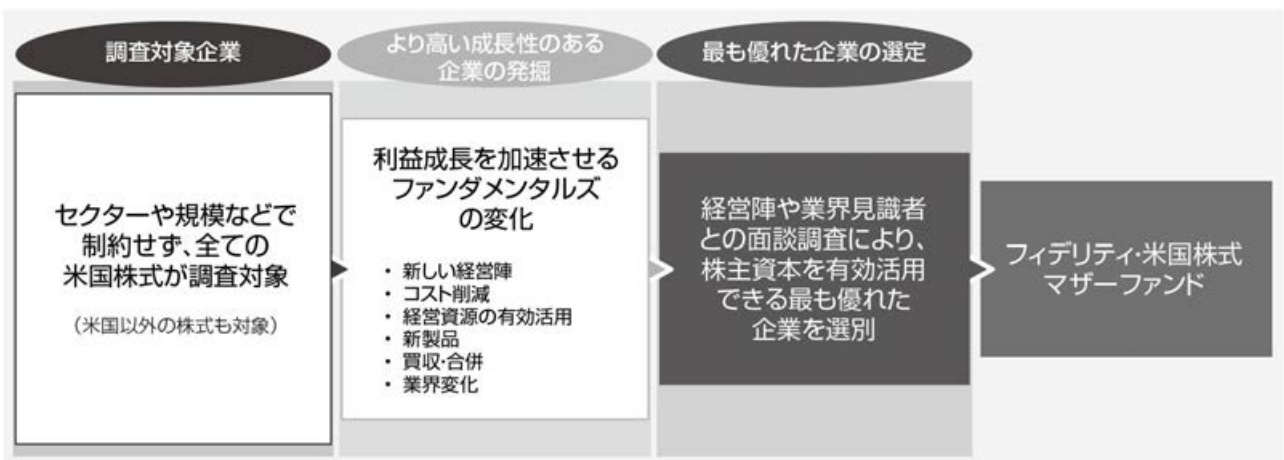 調査対象企業
より高い成長性のある
企業の発掘
最も優れた企業の選定
セクターや規模などで
制約せず、全ての
米国株式が調査対象
（米国以外の株式も対象）
利益成長を加速させる
ファンダメンタルズ
の変化
・ 新しい経営陣
・ コスト削減
・ 経営資源の有効活用
・ 新製品
・ 買収・合併
・ 業界変化
経営陣や業界見識者
との面談調査により、
株主資本を有効活用
できる最も優れた
企業を選別
フィデリティ・米国株式
マザーファンド